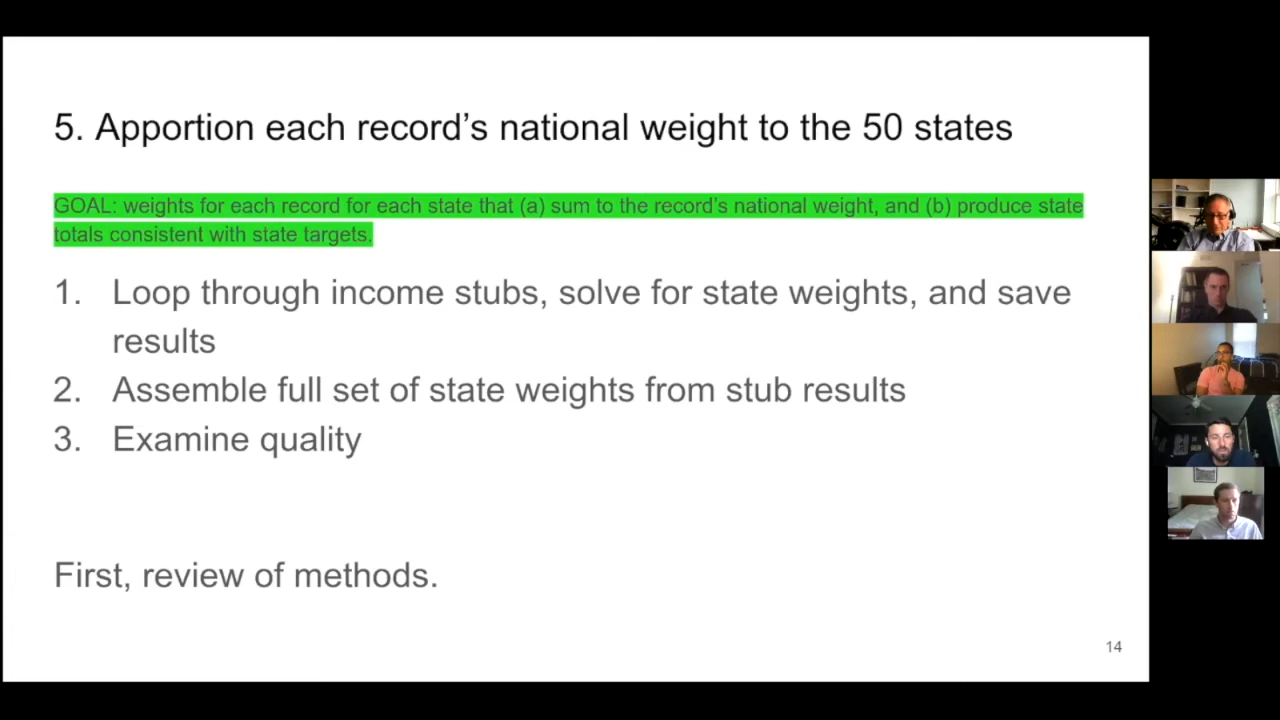 5. Apportion each record’s national weight to the 50 states
GOAL: weights for each record for each state that (a) sum to the record’s national weight, and (b) produce state
totals consistent with state targets.
1. Loop through income stubs, solve for state weights, and save
results
2. Assemble full set of state weights from stub results
3. Examine quality
First, review of methods.
14